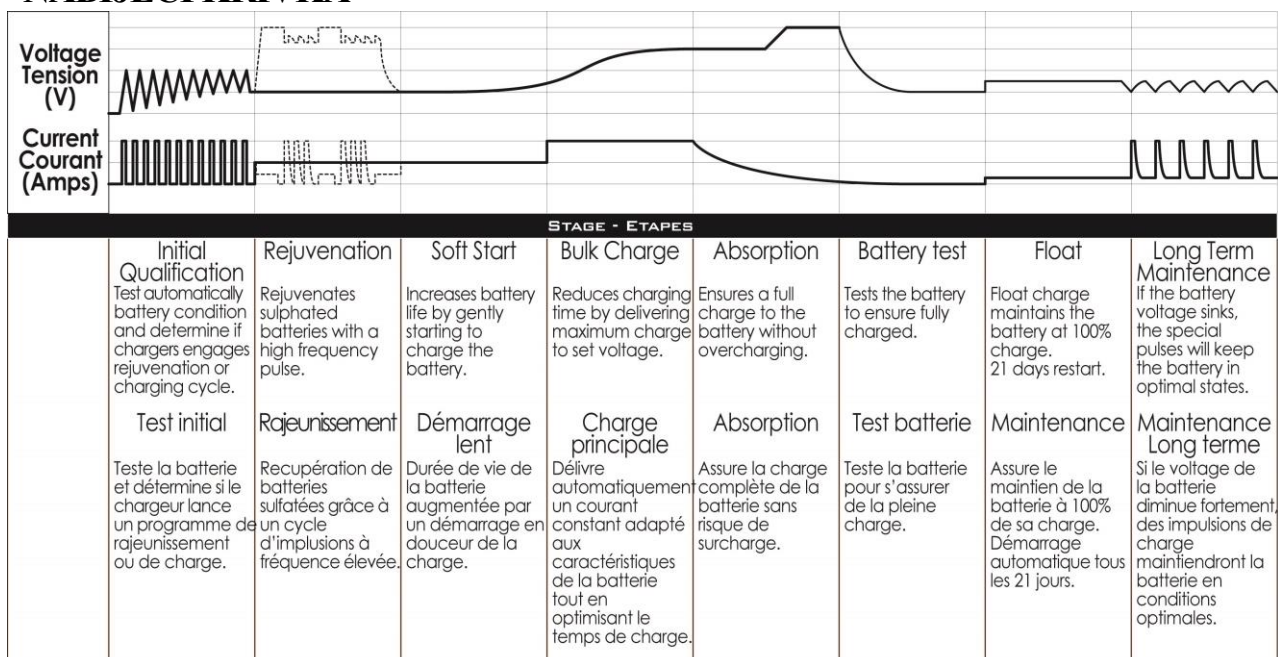 Voltage
Tension
(V)
Current
Courant
(Amps)
STAGE - ETAPES
Initial
Qualification
Test automatically
battery condition
and determine if
chargers engages
rejuvenation or
charging cycle.
Rejuvenation
Rejuvenates
sulphated
batteries with a
high frequency
pulse.
Soft Start
Increases battery
life by gently
starting to
charge the
battery.
Bulk Charge
Reduces charging
time by delivering
maximum charge
to set voltage.
Absorption
Ensures a full
charge to the
battery without
overcharging.
Battery test
Tests the battery
to ensure fully
charged.
Float
Float charge
maintains the
battery at 100%
charge.
21 days restart.
Long Term
Maintenance
If the battery
voltage sinks,
the special
pulses will keep
the battery in
optimal states.
Test initial
Teste la batterie
et détermine si le
chargeur lance
un programme de
rajeunissement
ou de charge.
Rajeunissement
Recupération de
batteries
sulfatées grâce à
un cycle
d'implusions à
fréquence élevée.
Démarrage
lent
Durée de vie de
la batterie
augmentée par
un démarrage en
douceur de la
charge.
Charge
principale
Délivre
automatiquement
un courant
constant adapté
aux
caractéristiques
de la batterie
tout en
optimisant le
temps de charge.
Absorption
Assure la charge
complète de la
batterie sans
risque de
surcharge.
Test batterie
Teste la batterie
pour s'assurer
de la pleine
charge.
Maintenance
Assure le
maintien de la
batterie à 100%
de sa charge.
Démarrage
automatique tous
les 21 jours.
Maintenance
Long terme
Si le voltage de
la batterie
diminue fortement,
des impulsions de
charge
maintiendront la
batterie en
conditions
optimales.